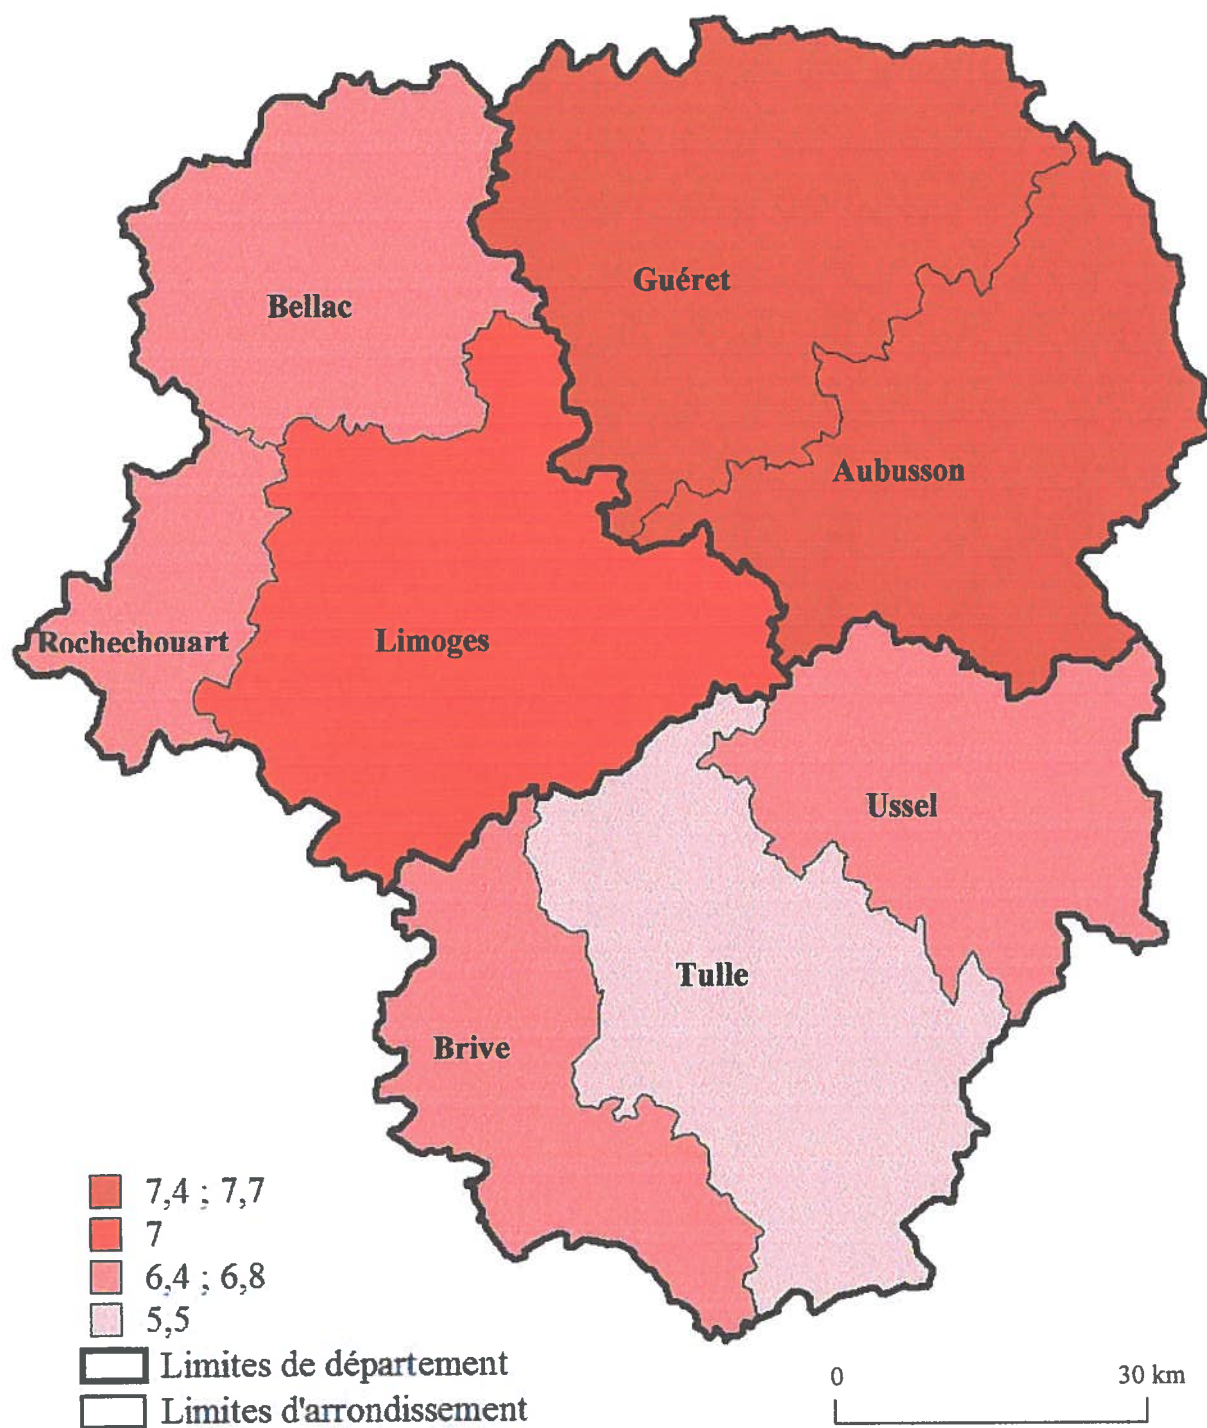 Guéret
Bellac
Aubusson
Rochechouart
Limoges
Ussel
Tulle
Brive
7,4 ; 7,7
7
6,4 ; 6,8
5,5
Limites de département
Limites d'arrondissement
0 30 km